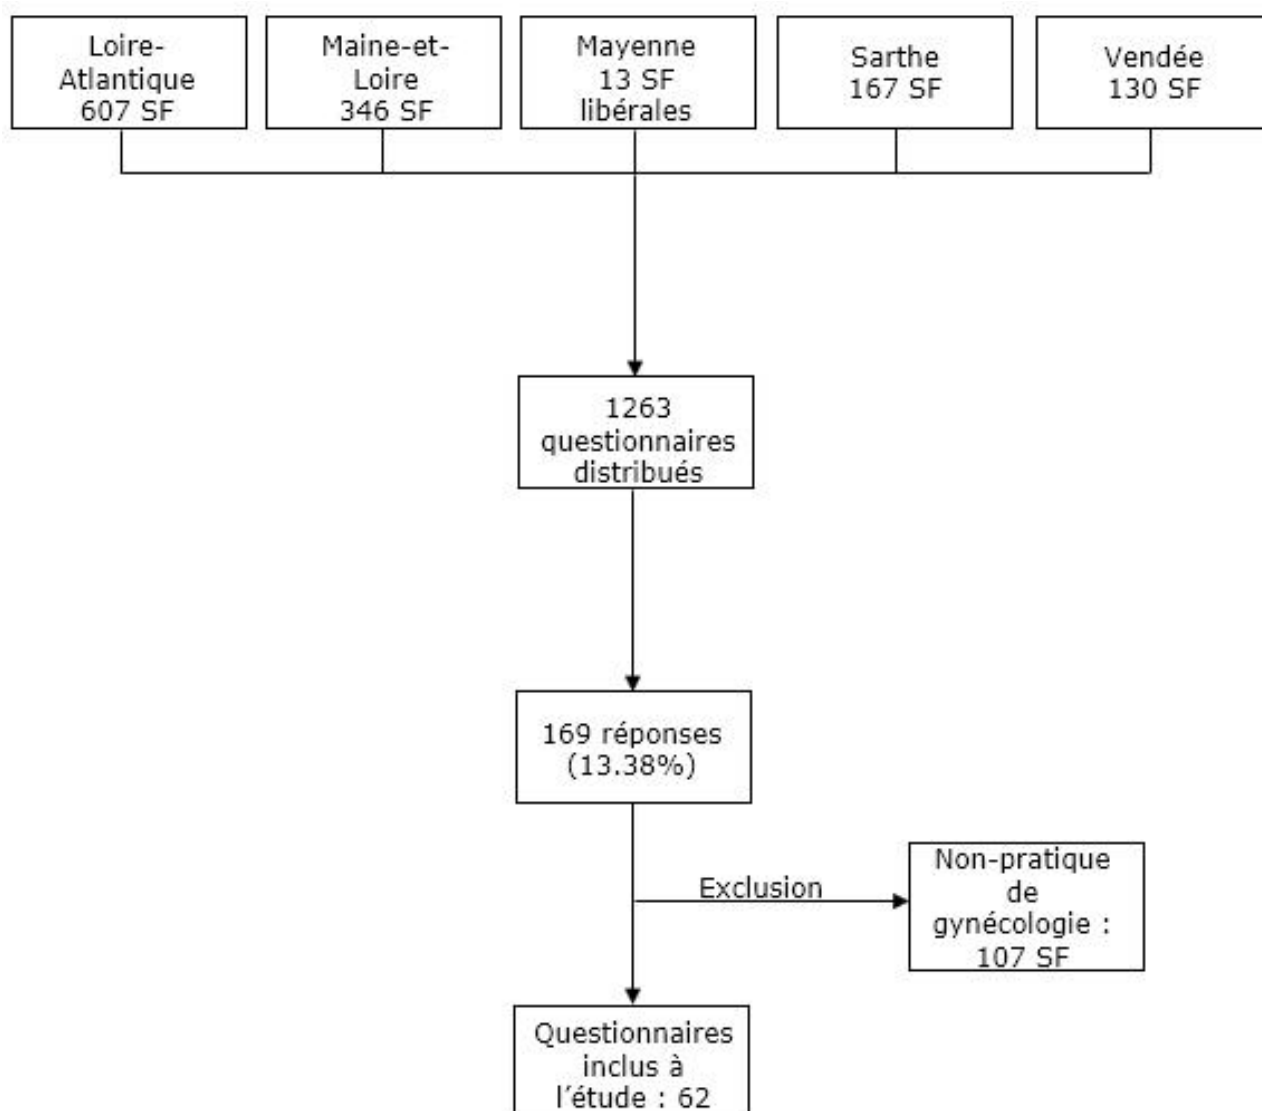 Loire-
Atlantique
607 SF
Maine-et-
Loire
346 SF
Mayenne
13 SF
libérales
Sarthe
167 SF
Vendée
130 SF
1263
questionnaires
distribués
169 réponses
(13.38%)
Exclusion
Non-pratique
de
gynécologie :
107 SF
Questionnaires
inclus à
l’étude : 62